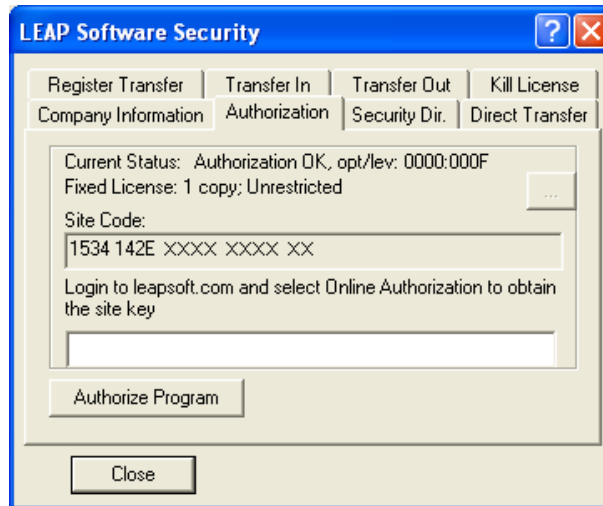 LEAP Software Security
Register Transfer Transfer In Transfer Out Kill License
Company Information Authorization Security Dir. Direct Transfer
Current Status: Authorization OK, opt/lev: 0000:000F
Fixed License: 1 copy; Unrestricted
...
Site Code:
1534 142E XXXX XXXX XX
Login to leapsoft.com and select Online Authorization to obtain
the site key
Authorize Program
Close